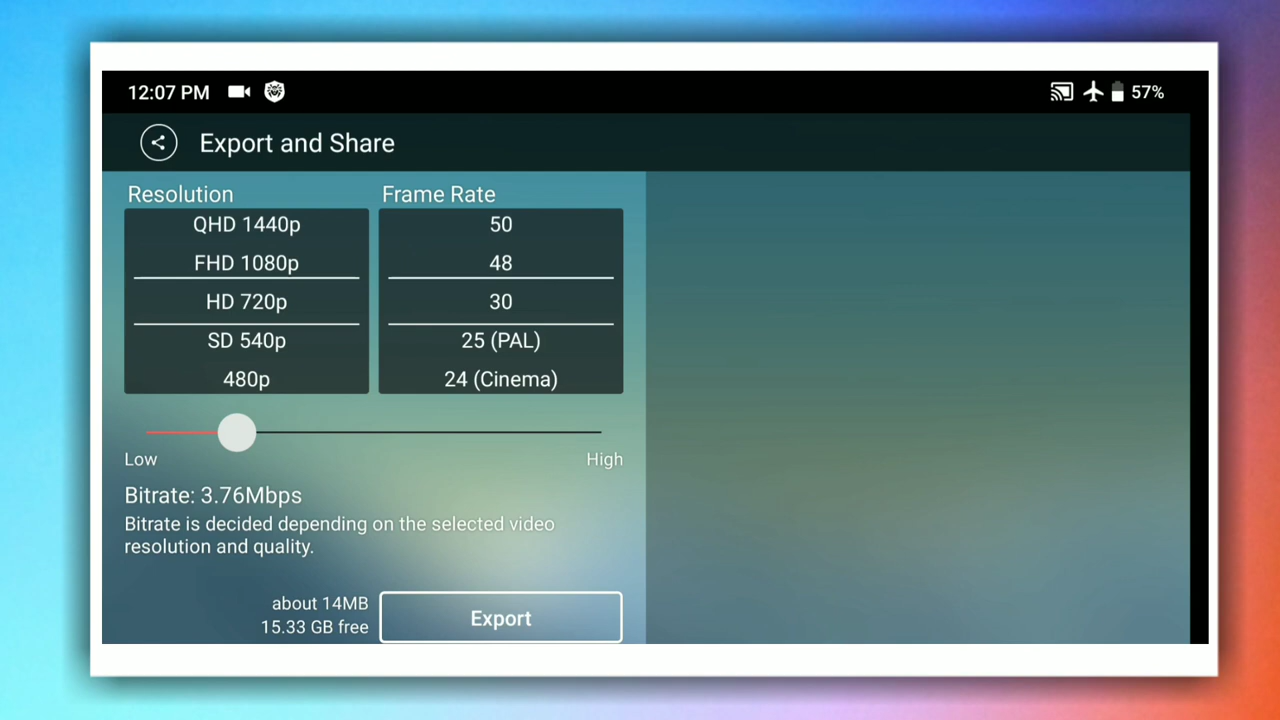 12:07 PM 57%
Export and Share
Resolution Frame Rate
QHD 1440p 50
FHD 1080p 48
HD 720p 30
SD 540p 25 (PAL)
480p 24 (Cinema)
Low High
Bitrate: 3.76Mbps
Bitrate is decided depending on the selected video
resolution and quality.
about 14MB
15.33 GB free
Export